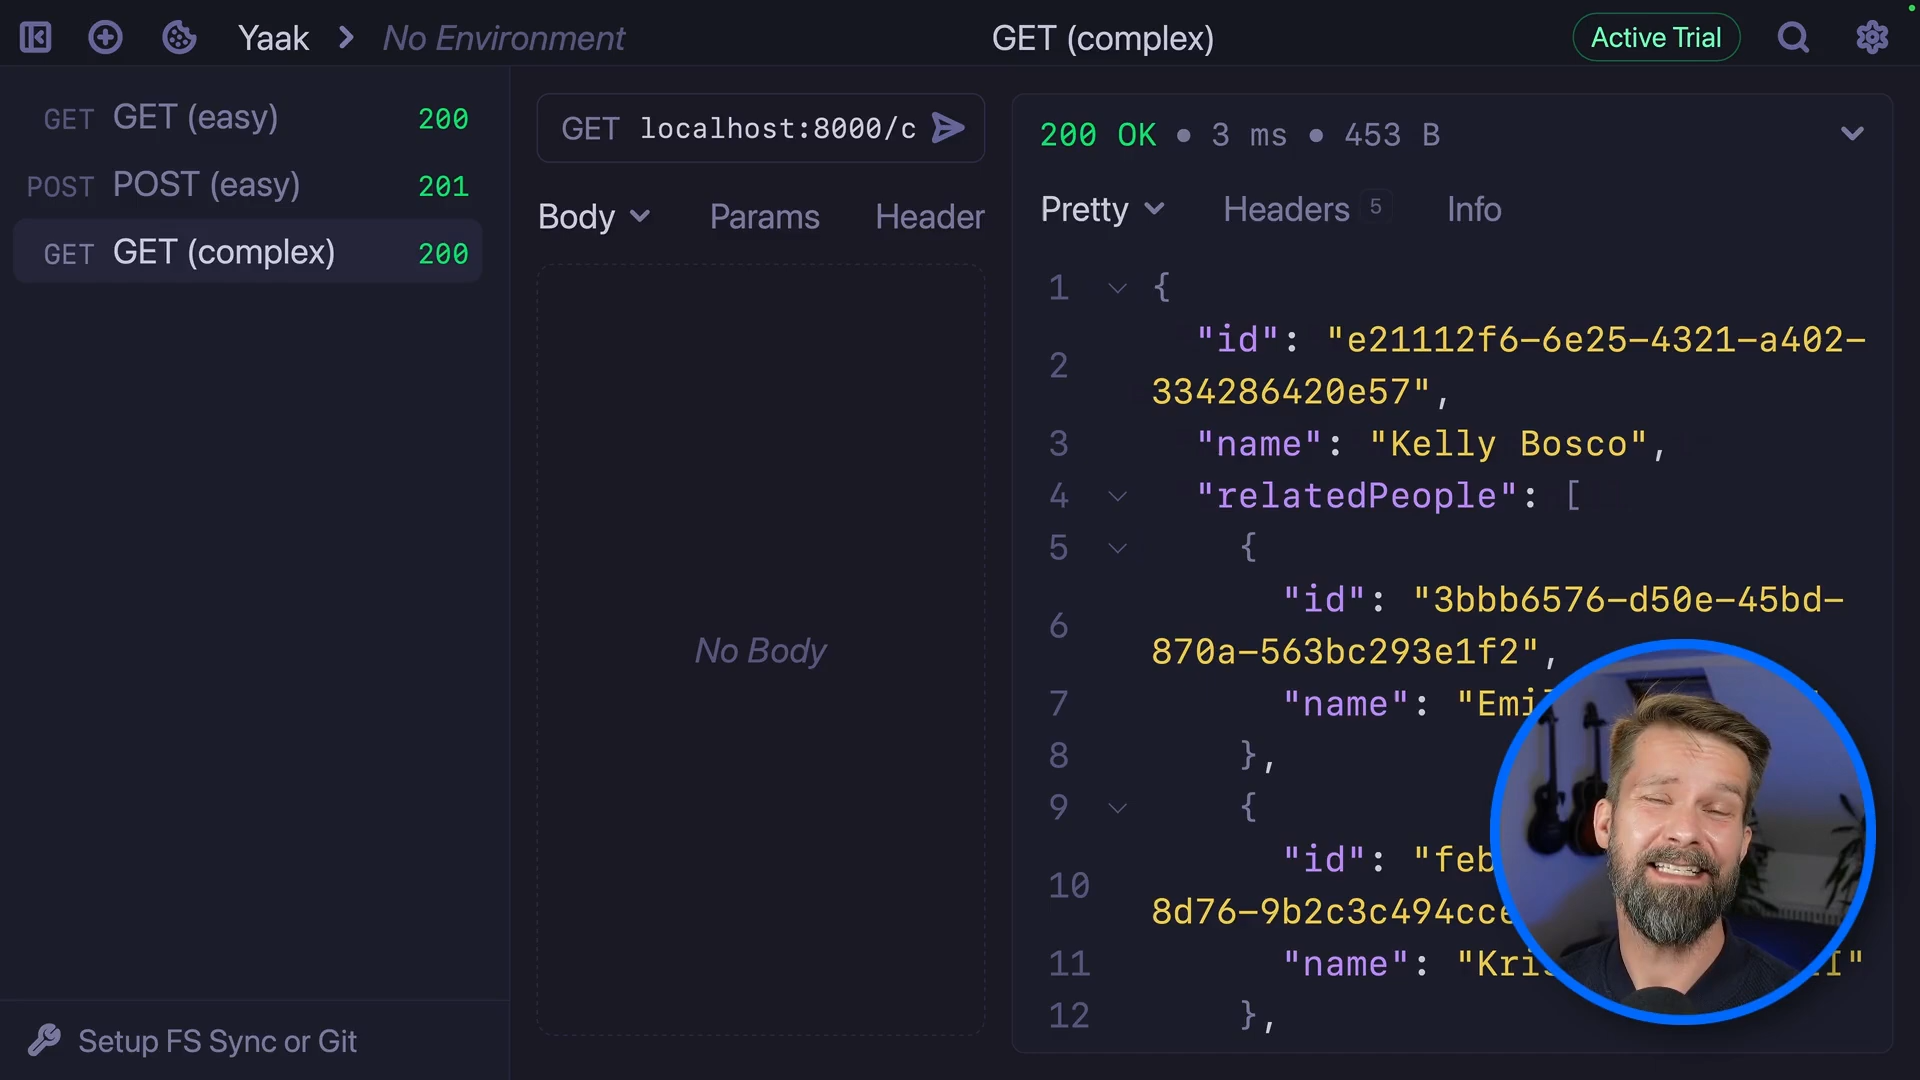 Yaak > No Environment
GET (complex)
Active Trial
GET GET (easy) 200
POST POST (easy) 201
GET GET (complex) 200
Setup FS Sync or Git
GET localhost:8000/c
Body Params Header
No Body
200 OK • 3 ms • 453 B
Pretty Headers 5 Info
1 {
2 "id": "e21112f6-6e25-4321-a402-
334286420e57",
3 "name": "Kelly Bosco",
4 "relatedPeople": [
5 {
6 "id": "3bbb6576-d50e-45bd-
870a-563bc293e1f2",
7 "name":
8 },
9 {
10 "id": "feb
8d76-9b2c3c494cce
11 "name":
12 },